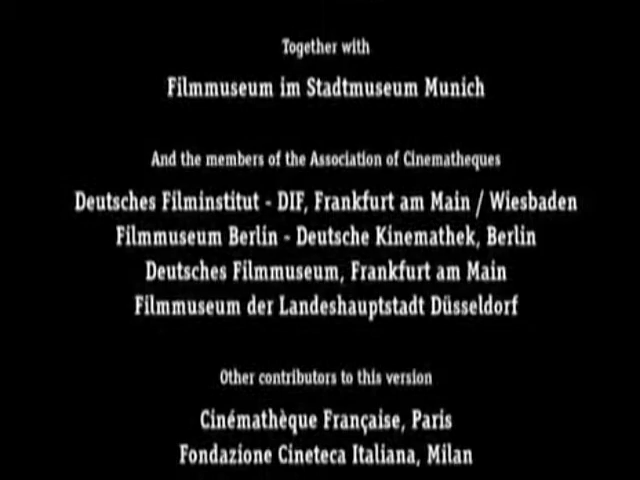 Together with
Filmmuseum im Stadtmuseum Munich
And the members of the Association of Cinematheques
Deutsches Filminstitut - DIF, Frankfurt am Main / Wiesbaden
Filmmuseum Berlin - Deutsche Kinemathek, Berlin
Deutsches Filmmuseum, Frankfurt am Main
Filmmuseum der Landeshauptstadt Düsseldorf
Other contributors to this version
Cinémathèque Française, Paris
Fondazione Cineteca Italiana, Milan